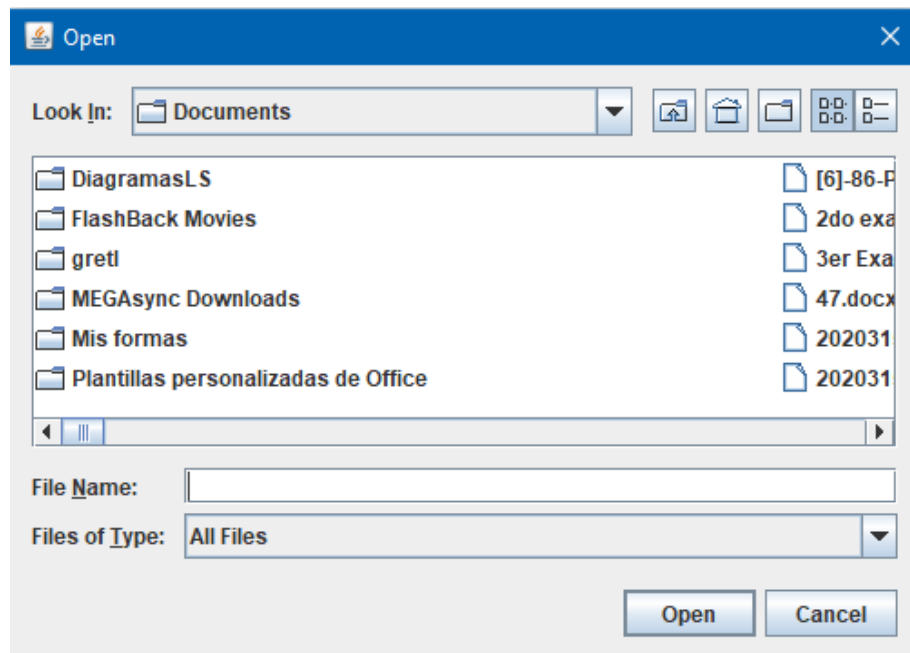 Open
Look In: Documents
DiagramasLS
FlashBack Movies
gretl
MEGAsync Downloads
Mis formas
Plantillas personalizadas de Office
[6]-86-P
2do exa
3er Exa
47.docx
202031
202031
File Name:
Files of Type: All Files
Open Cancel